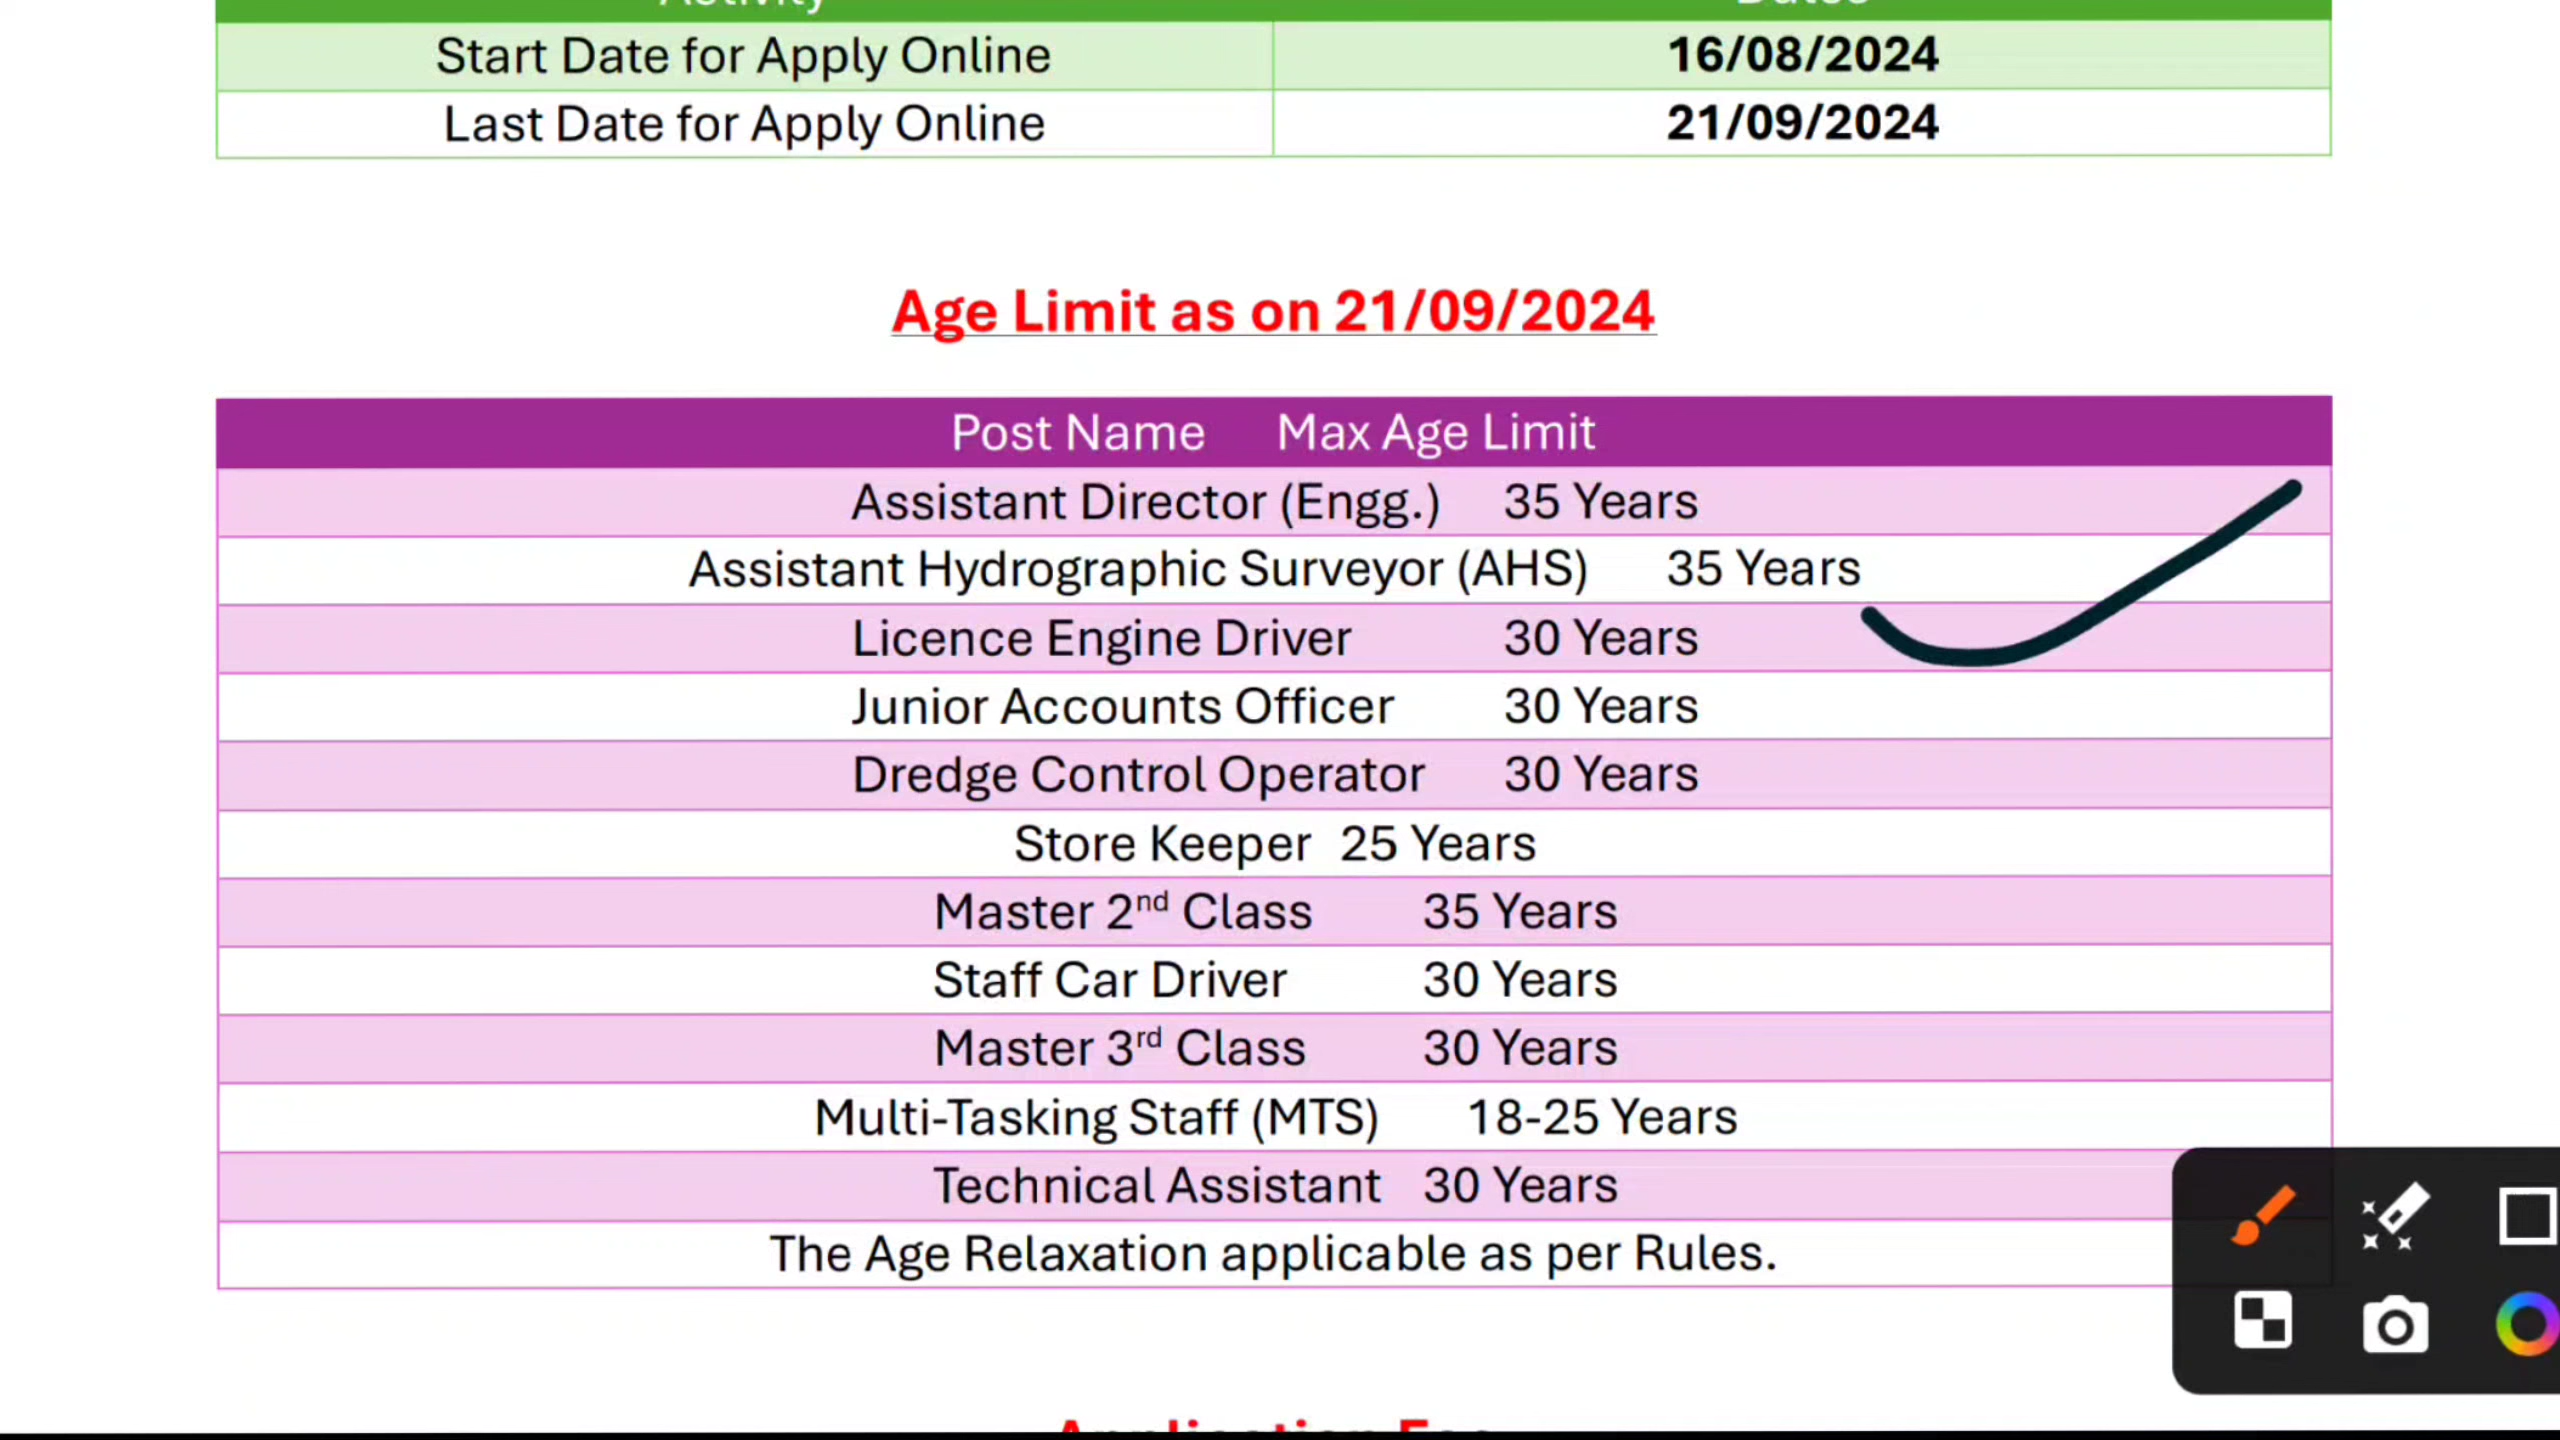 Activity Dates
Start Date for Apply Online 16/08/2024
Last Date for Apply Online 21/09/2024
Age Limit as on 21/09/2024
Post Name Max Age Limit
Assistant Director (Engg.) 35 Years
Assistant Hydrographic Surveyor (AHS) 35 Years
Licence Engine Driver 30 Years
Junior Accounts Officer 30 Years
Dredge Control Operator 30 Years
Store Keeper 25 Years
Master 2nd Class 35 Years
Staff Car Driver 30 Years
Master 3rd Class 30 Years
Multi-Tasking Staff (MTS) 18-25 Years
Technical Assistant 30 Years
The Age Relaxation applicable as per Rules.
Application Fee